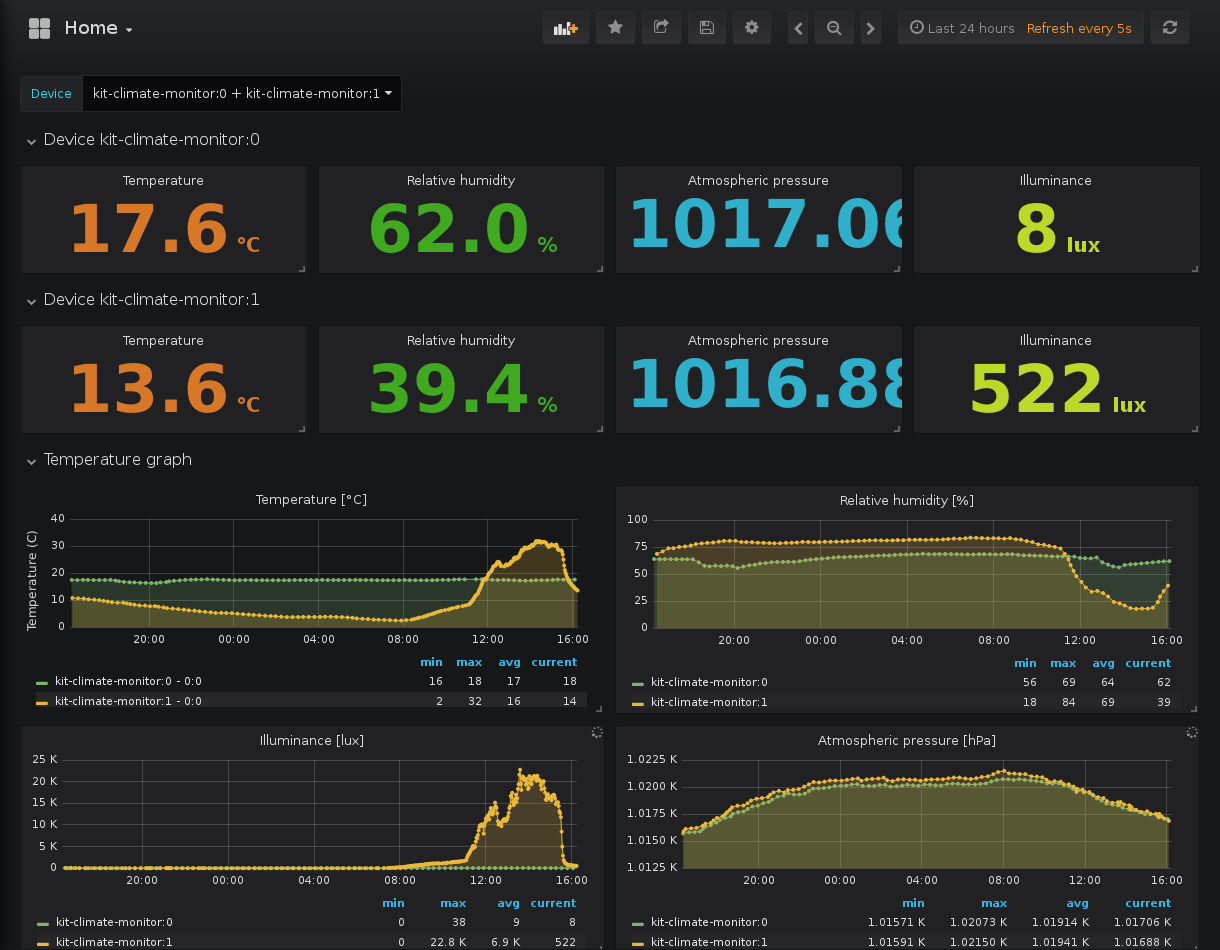 Home
Last 24 hours Refresh every 5s
Device kit-climate-monitor:0 + kit-climate-monitor:1
Device kit-climate-monitor:0
Temperature Relative humidity Atmospheric pressure Illuminance
17.6 °C 62.0 % 1017.06 8 lux
Device kit-climate-monitor:1
Temperature Relative humidity Atmospheric pressure Illuminance
13.6 °C 39.4 % 1016.88 522 lux
Temperature graph
Temperature [°C]
Temperature (C)
40
30
20
10
0
20:00 00:00 04:00 08:00 12:00 16:00
min max avg current
kit-climate-monitor:0 - 0:0 16 18 17 18
kit-climate-monitor:1 - 0:0 2 32 16 14
Relative humidity [%]
100
75
50
25
0
20:00 00:00 04:00 08:00 12:00 16:00
min max avg current
kit-climate-monitor:0 56 69 64 62
kit-climate-monitor:1 18 84 69 39
Illuminance [lux]
25 K
20 K
15 K
10 K
5 K
0
20:00 00:00 04:00 08:00 12:00 16:00
min max avg current
kit-climate-monitor:0 0 38 9 8
kit-climate-monitor:1 0 22.8 K 6.9 K 522
Atmospheric pressure [hPa]
1.0225 K
1.0200 K
1.0175 K
1.0150 K
1.0125 K
20:00 00:00 04:00 08:00 12:00 16:00
min max avg current
kit-climate-monitor:0 1.01571 K 1.02073 K 1.01914 K 1.01706 K
kit-climate-monitor:1 1.01591 K 1.02150 K 1.01941 K 1.01688 K